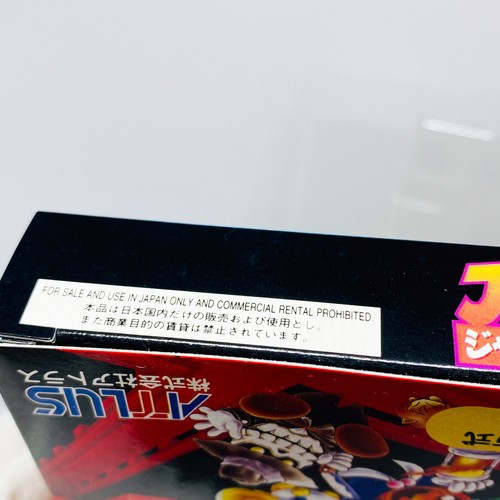 FOR SALE AND USE IN JAPAN ONLY AND COMMERCIAL RENTAL PROHIBITED.
本品は日本国内だけの販売および使用とし、
また商業目的の賃貸は禁止されています。
ジャ
ATLUS
株式会社アトラス
式